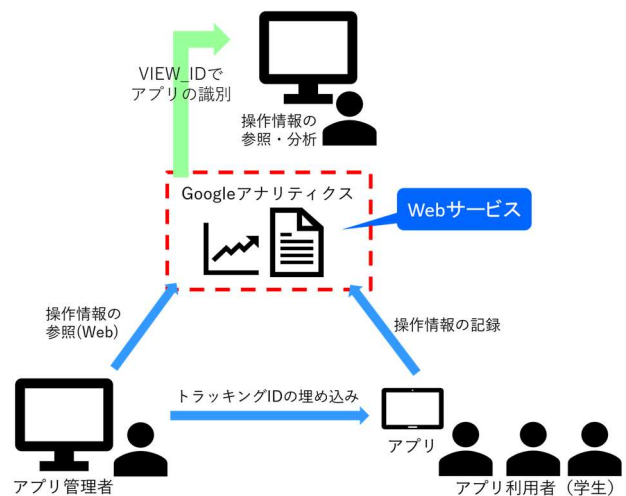 VIEW_IDで
アプリの識別
操作情報の
参照・分析
Googleアナリティクス
Webサービス
操作情報の
参照(Web)
操作情報の記録
トラッキングIDの埋め込み
アプリ
アプリ管理者
アプリ利用者（学生）